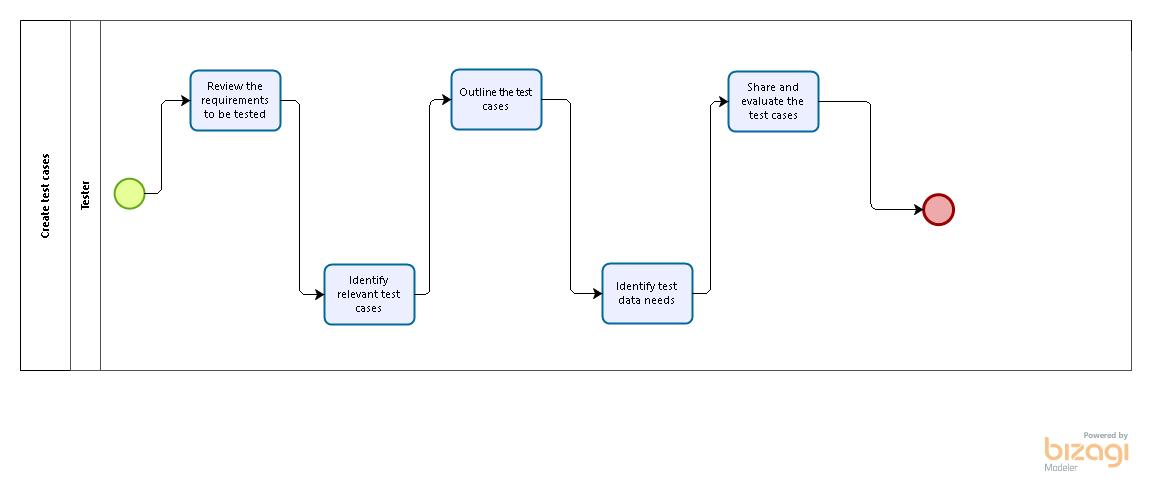 Create test cases
Tester
Review the
requirements
to be tested
Identify
relevant test
cases
Outline the test
cases
Identify test
data needs
Share and
evaluate the
test cases
Powered by
bizagi
Modeler